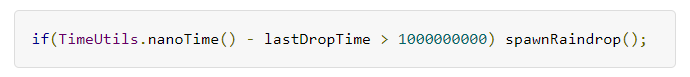 if(TimeUtils.nanoTime() - lastDropTime > 1000000000) spawnRaindrop();